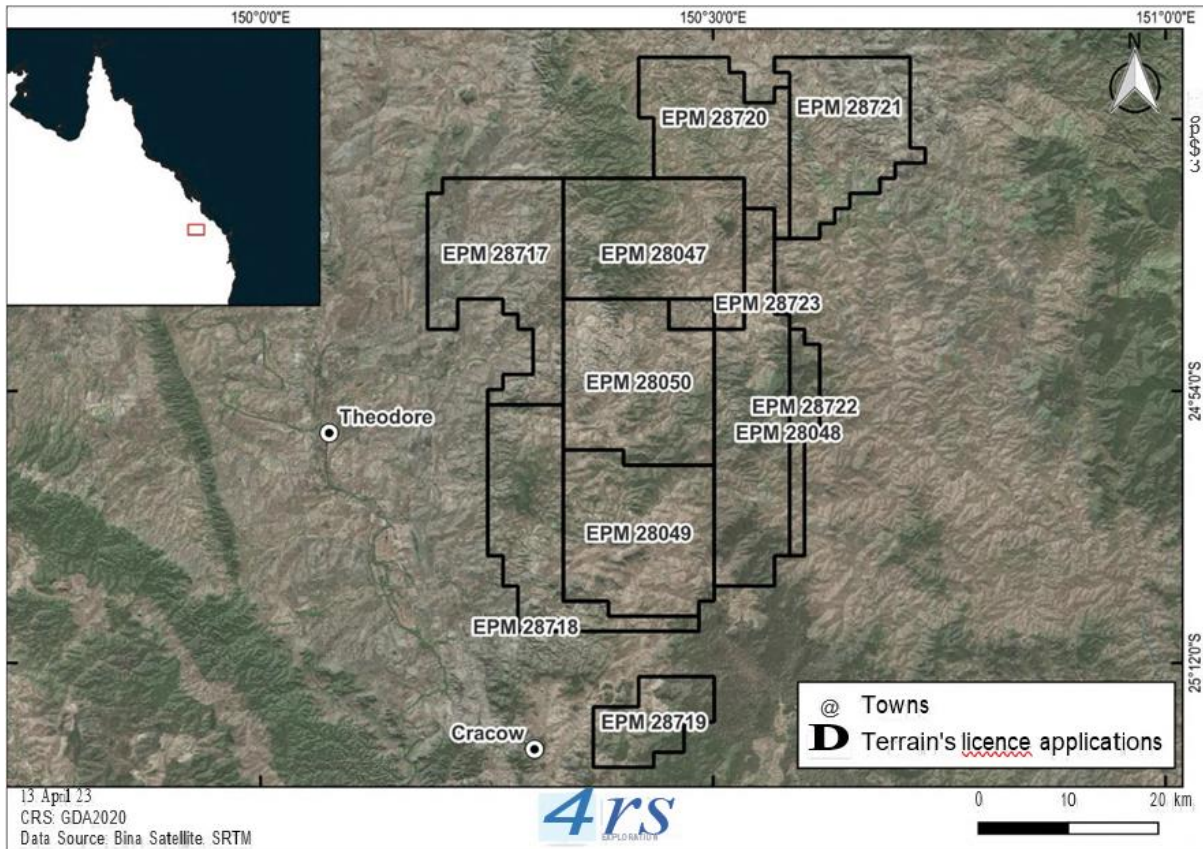 150°0'0"E
150°30'0"E
151°0'0"E
N
EPM 28720
EPM 28721
EPM 28717
EPM 28047
EPM 28723
EPM 28050
24°54'0"S
EPM 28722
Theodore
EPM 28048
EPM 28049
EPM 28718
25°12'0"S
EPM 28719
Cracow
@ Towns
D Terrain's licence applications
13 April 23
CRS: GDA2020
Data Source: Bina Satellite. SRTM
4rs
EXPLORATION
0 10 20 km